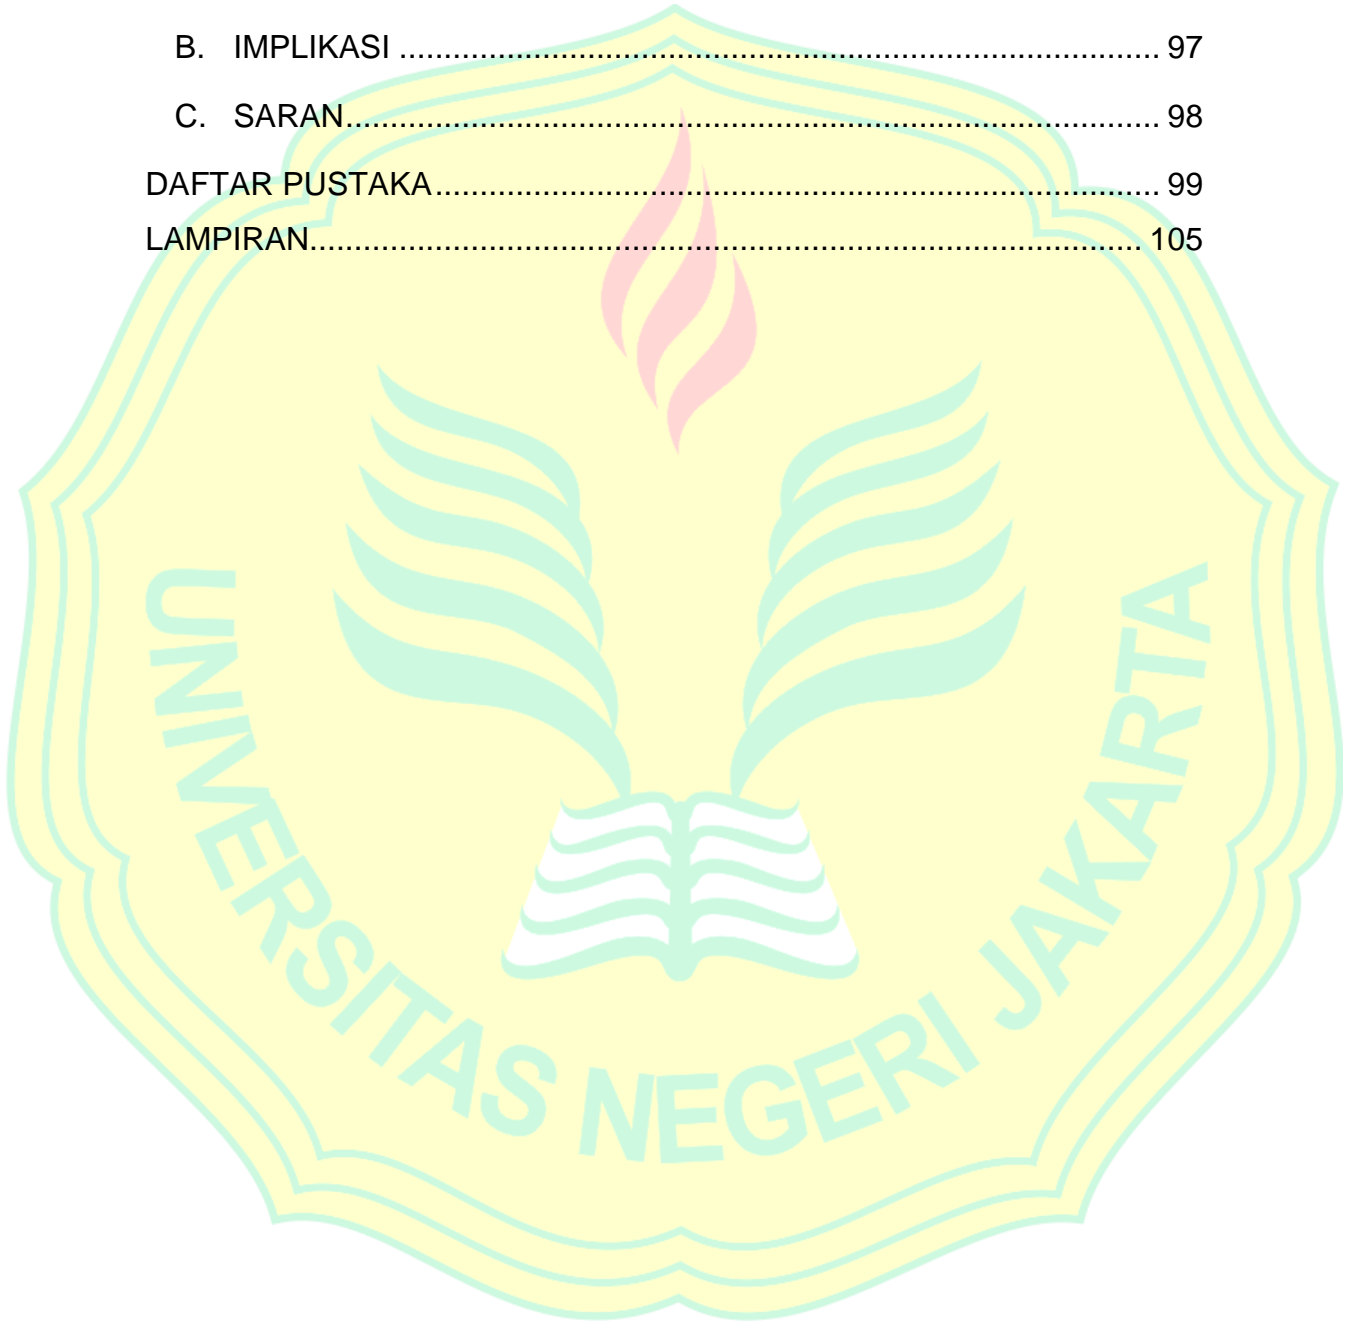 B. IMPLIKASI ........................................................................................ 97
C. SARAN............................................................................................. 98
DAFTAR PUSTAKA.................................................................................. 99
LAMPIRAN.............................................................................................. 105
UNIVERSITAS NEGERI JAKARTA